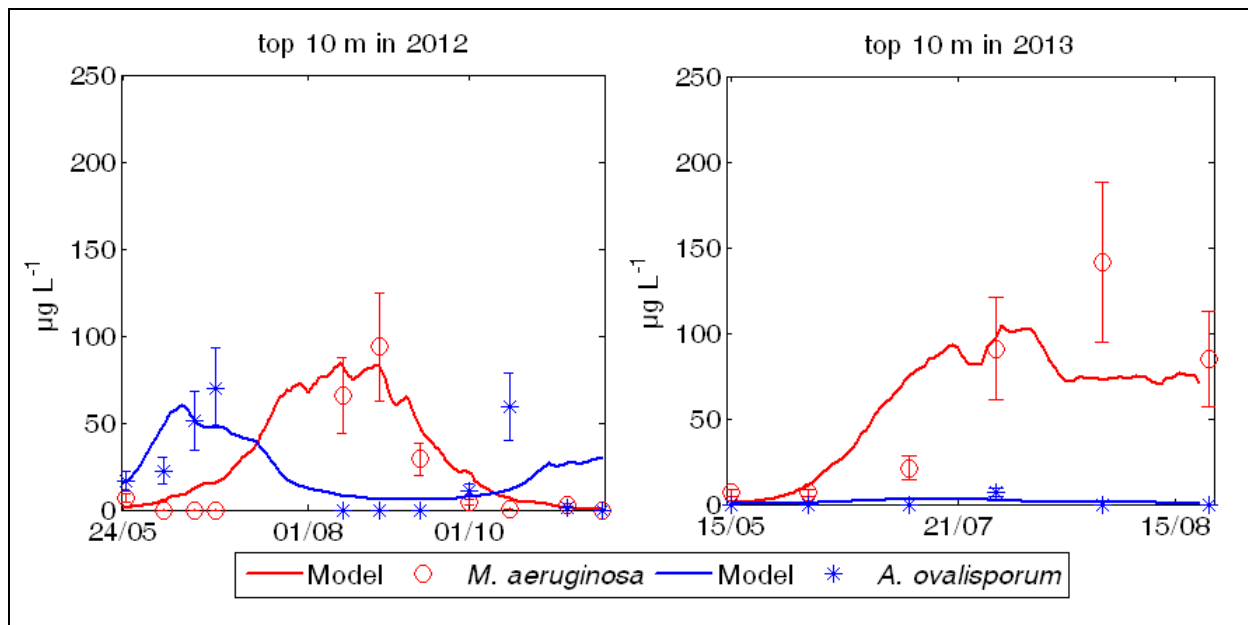 top 10 m in 2012
250
200
150
100
50
0
µg L-1
24/05 01/08 01/10
top 10 m in 2013
250
200
150
100
50
0
µg L-1
15/05 21/07 15/08
Model M. aeruginosa Model A. ovalisporum